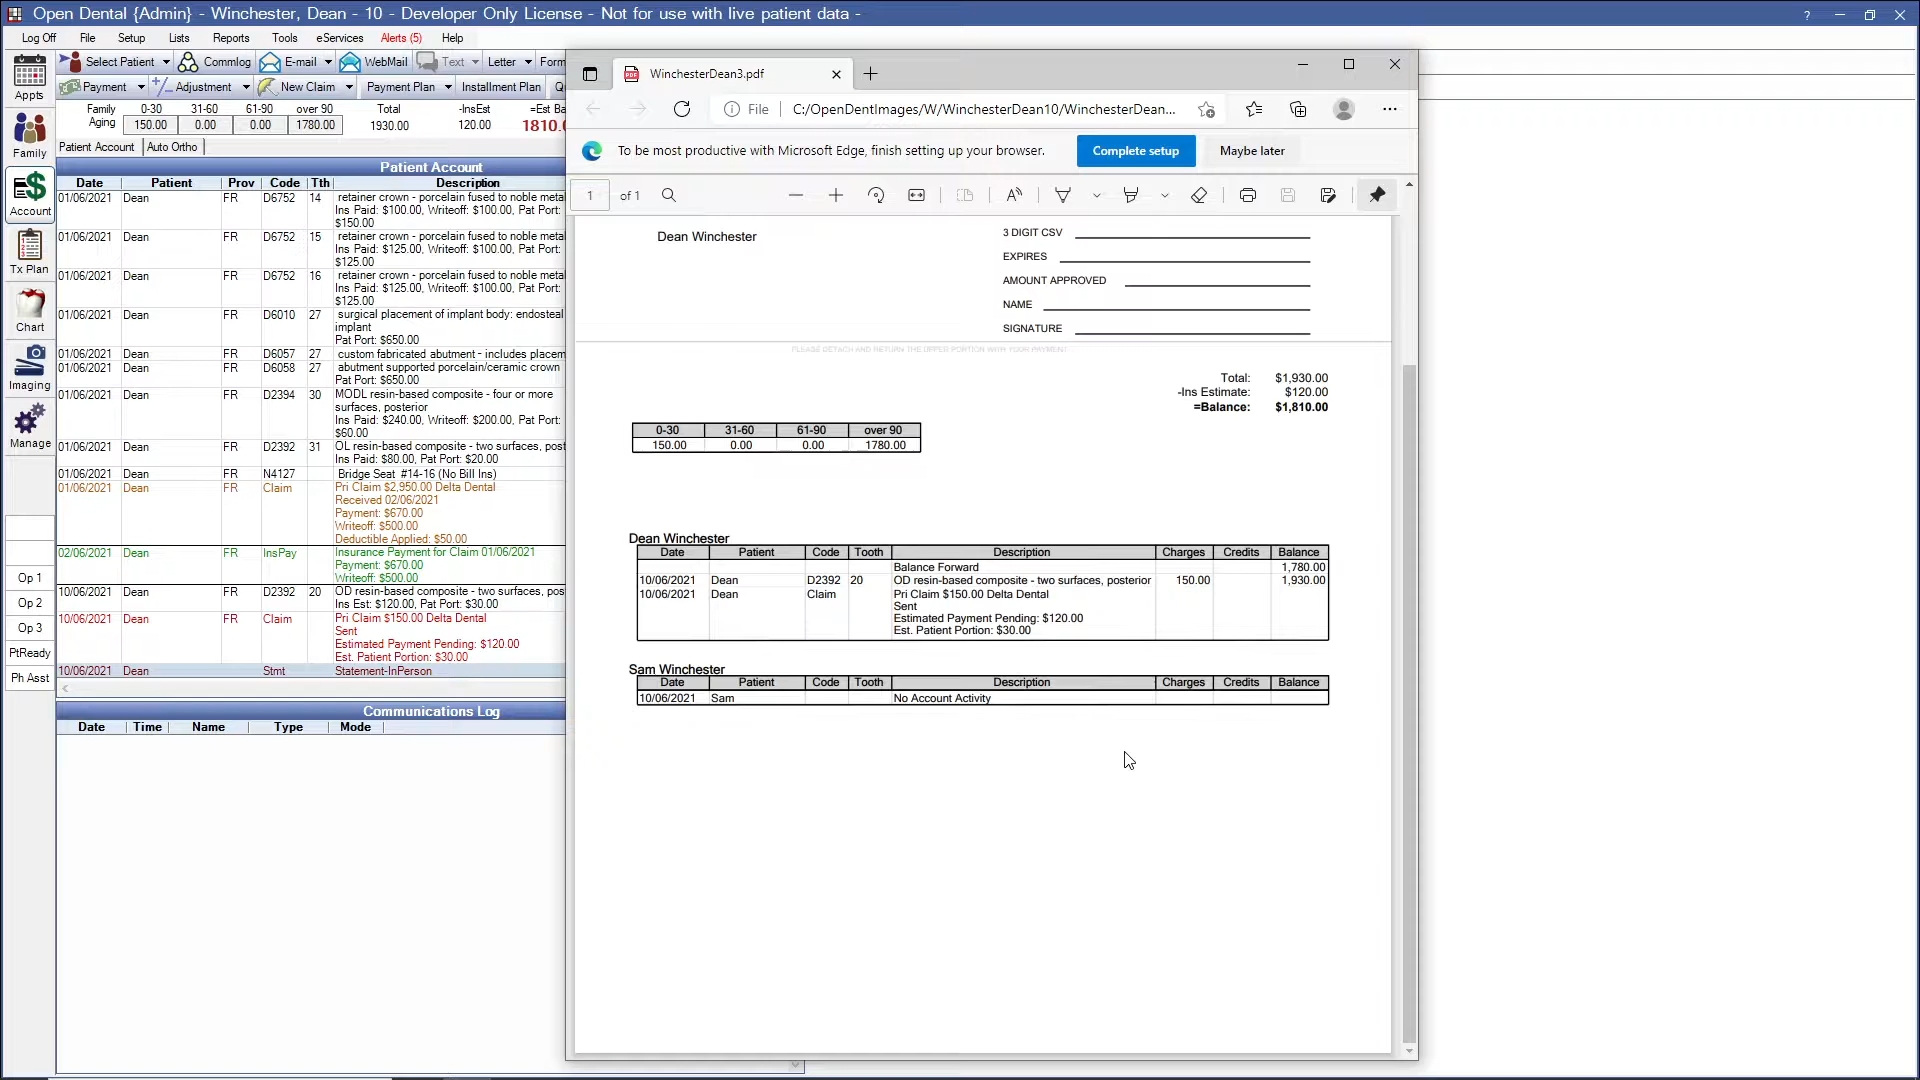 Open Dental {Admin} - Winchester, Dean - 10 - Developer Only License - Not for use with live patient data -
Log Off File Setup Lists Reports Tools eServices Alerts (5) Help
Appts
Family
Account
Tx Plan
Chart
Imaging
Manage
Op 1
Op 2
Op 3
PtReady
Ph Asst
Select Patient Commlog E-mail WebMail Text Letter Form
Payment Adjustment New Claim Payment Plan Installment Plan
Family Aging 0-30 31-60 61-90 over 90 Total -InsEst =Est Ba
150.00 0.00 0.00 1780.00 1930.00 120.00 1810.
Patient Account Auto Ortho
Patient Account
Date Patient Prov Code Tth Description
01/06/2021 Dean FR D6752 14 retainer crown - porcelain fused to noble metal
Ins Paid: $100.00, Writeoff: $100.00, Pat Port:
$150.00
01/06/2021 Dean FR D6752 15 retainer crown - porcelain fused to noble meta
Ins Paid: $125.00, Writeoff: $100.00, Pat Port:
$125.00
01/06/2021 Dean FR D6752 16 retainer crown - porcelain fused to noble meta
Ins Paid: $125.00, Writeoff: $100.00, Pat Port:
$125.00
01/06/2021 Dean FR D6010 27 surgical placement of implant body: endosteal
implant
Pat Port: $650.00
01/06/2021 Dean FR D6057 27 custom fabricated abutment - includes placem
01/06/2021 Dean FR D6058 27 abutment supported porcelain/ceramic crown
Pat Port: $650.00
01/06/2021 Dean FR D2394 30 MODL resin-based composite - four or more
surfaces, posterior
Ins Paid: $240.00, Writeoff: $200.00, Pat Port:
$60.00
01/06/2021 Dean FR D2392 31 OL resin-based composite - two surfaces, post
Ins Paid: $80.00, Pat Port: $20.00
01/06/2021 Dean FR N4127 Bridge Seat #14-16 (No Bill Ins)
01/06/2021 Dean FR Claim Pri Claim $2,950.00 Delta Dental
Received 02/06/2021
Payment: $670.00
Writeoff: $500.00
Deductible Applied: $50.00
02/06/2021 Dean FR InsPay Insurance Payment for Claim 01/06/2021
Payment: $670.00
Writeoff: $500.00
10/06/2021 Dean FR D2392 20 OD resin-based composite - two surfaces, pos
Ins Est: $120.00, Pat Port: $30.00
10/06/2021 Dean FR Claim Pri Claim $150.00 Delta Dental
Sent
Estimated Payment Pending: $120.00
Est. Patient Portion: $30.00
10/06/2021 Dean Stmt Statement-InPerson
Communications Log
Date Time Name Type Mode
WinchesterDean3.pdf
File C:/OpenDentImages/W/WinchesterDean10/WinchesterDean...
To be most productive with Microsoft Edge, finish setting up your browser. Complete setup Maybe later
1 of 1
Dean Winchester
3 DIGIT CSV
EXPIRES
AMOUNT APPROVED
NAME
SIGNATURE
PLEASE DETACH AND RETURN THE UPPER PORTION WITH YOUR PAYMENT
Total: $1,930.00
-Ins Estimate: $120.00
=Balance: $1,810.00
0-30 31-60 61-90 over 90
150.00 0.00 0.00 1780.00
Dean Winchester
Date Patient Code Tooth Description Charges Credits Balance
Balance Forward 1,780.00
10/06/2021 Dean D2392 20 OD resin-based composite - two surfaces, posterior 150.00 1,930.00
10/06/2021 Dean Claim Pri Claim $150.00 Delta Dental
Sent
Estimated Payment Pending: $120.00
Est. Patient Portion: $30.00
Sam Winchester
Date Patient Code Tooth Description Charges Credits Balance
10/06/2021 Sam No Account Activity